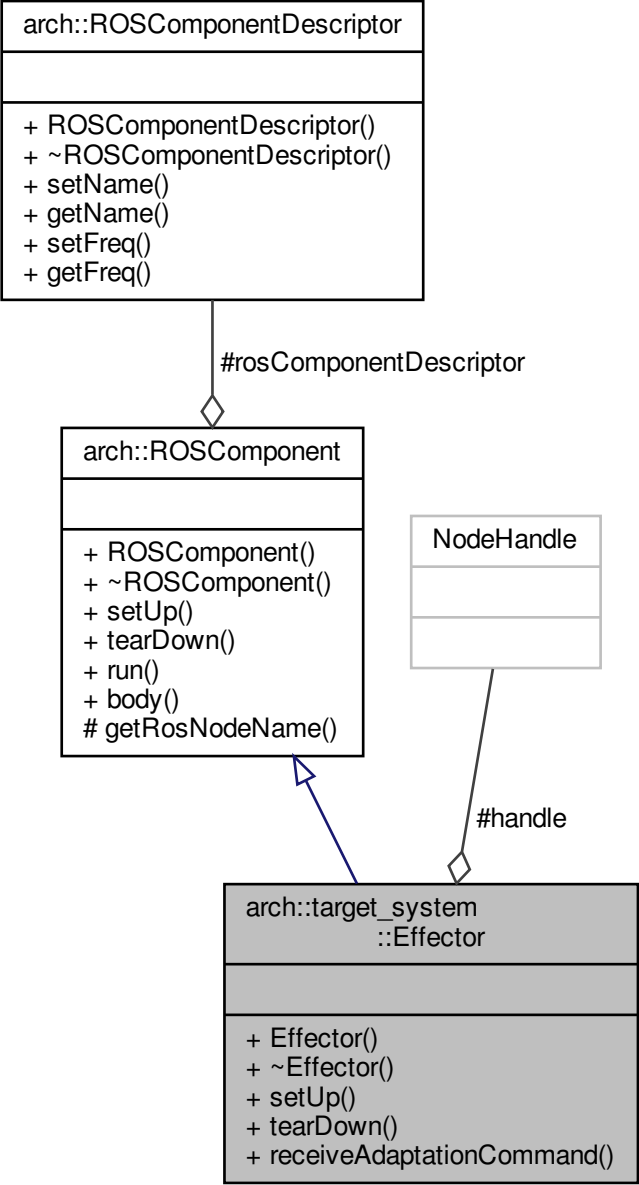 arch::ROSComponentDescriptor
+ ROSComponentDescriptor()
+ ~ROSComponentDescriptor()
+ setName()
+ getName()
+ setFreq()
+ getFreq()
#rosComponentDescriptor
arch::ROSComponent
+ ROSComponent()
+ ~ROSComponent()
+ setUp()
+ tearDown()
+ run()
+ body()
# getRosNodeName()
NodeHandle
#handle
arch::target_system
::Effector
+ Effector()
+ ~Effector()
+ setUp()
+ tearDown()
+ receiveAdaptationCommand()